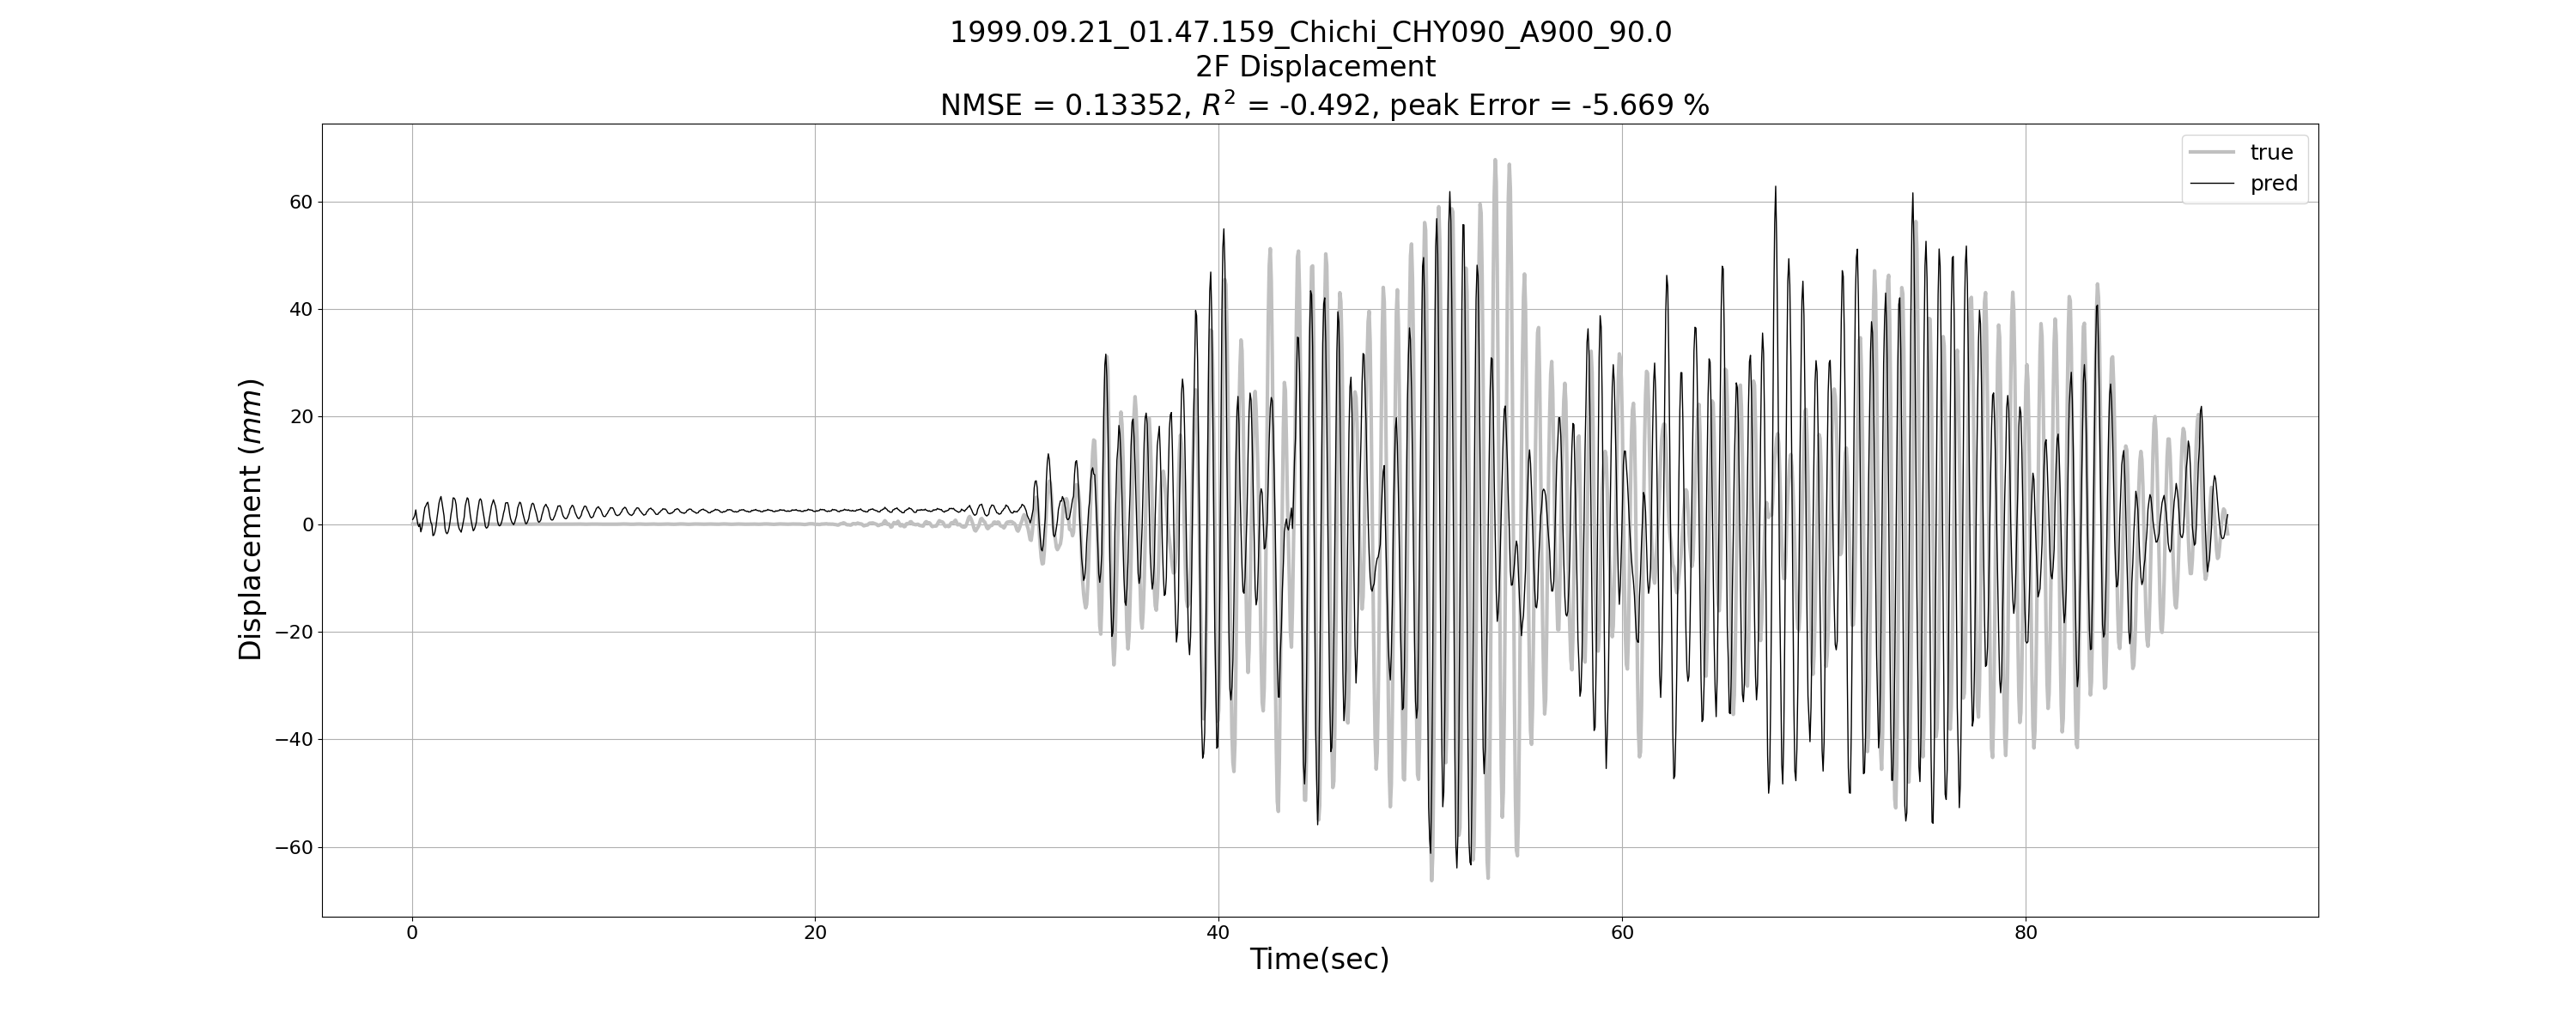 1999.09.21_01.47.159_Chichi_CHY090_A900_90.0
2F Displacement
NMSE = 0.13352, R² = -0.492, peak Error = -5.669 %
true
pred
60
40
20
0
−20
−40
−60
Displacement (mm)
0 20 40 60 80
Time(sec)